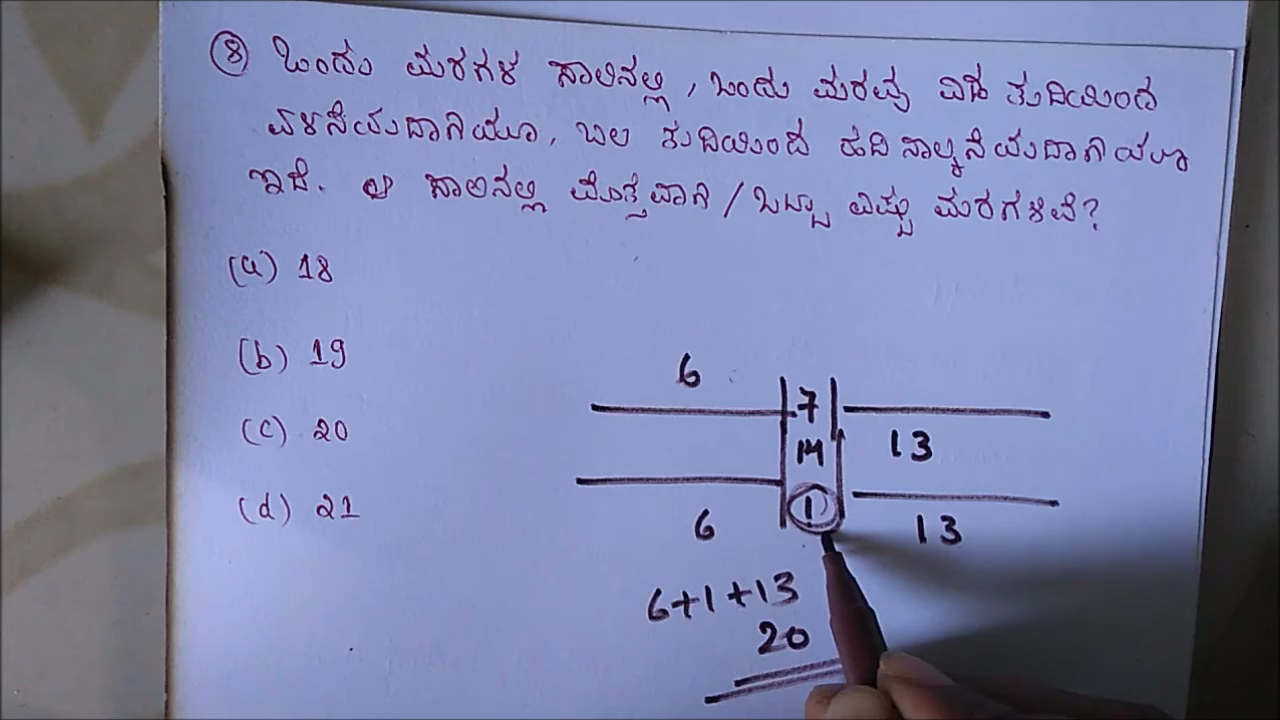 ⑧ ಒಂದು ಮರಗಳ ಸಾಲಿನಲ್ಲಿ, ಒಂದು ಮರವು ಎಡ ತುದಿಯಿಂದ
ಏಳನೆಯದಾಗಿಯೂ, ಬಲ ತುದಿಯಿಂದ ಹದಿನಾಲ್ಕನೆಯದಾಗಿಯೂ
ಇದೆ. ಆ ಸಾಲಿನಲ್ಲಿ ಮೊತ್ತವಾಗಿ/ಒಟ್ಟು ಎಷ್ಟು ಮರಗಳಿವೆ?
(a) 18
(b) 19
(c) 20
(d) 21
6 7
14 13
6 1 13
6+1+13
20